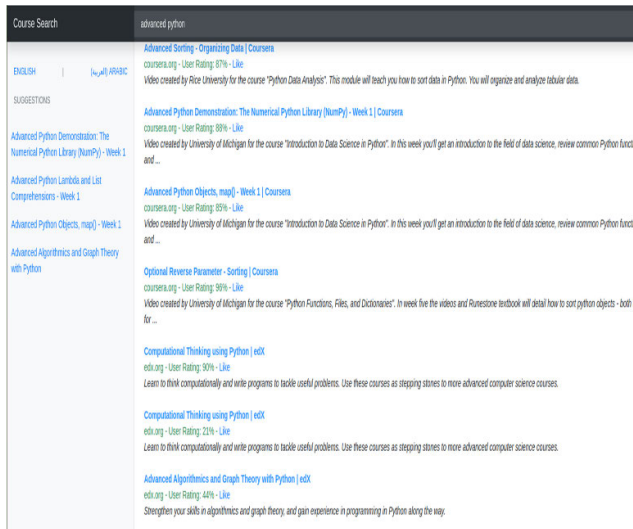 Course Search
advanced python
ENGLISH | (العربية) ARABIC
SUGGESTIONS
Advanced Python Demonstration: The
Numerical Python Library (NumPy) - Week 1
Advanced Python Lambda and List
Comprehensions - Week 1
Advanced Python Objects, map() - Week 1
Advanced Algorithmics and Graph Theory
with Python
Advanced Sorting - Organizing Data | Coursera
coursera.org - User Rating: 87% - Like
Video created by Rice University for the course "Python Data Analysis". This module will teach you how to sort data in Python. You will organize and analyze tabular data.
Advanced Python Demonstration: The Numerical Python Library (NumPy) - Week 1 | Coursera
coursera.org - User Rating: 88% - Like
Video created by University of Michigan for the course "Introduction to Data Science in Python". In this week you'll get an introduction to the field of data science, review common Python functi
and ...
Advanced Python Objects, map() - Week 1 | Coursera
coursera.org - User Rating: 85% - Like
Video created by University of Michigan for the course "Introduction to Data Science in Python". In this week you'll get an introduction to the field of data science, review common Python functi
and ...
Optional Reverse Parameter - Sorting | Coursera
coursera.org - User Rating: 96% - Like
Video created by University of Michigan for the course "Python Functions, Files, and Dictionaries". In week five the videos and Runestone textbook will detail how to sort python objects - both
for ...
Computational Thinking using Python | edX
edx.org - User Rating: 90% - Like
Learn to think computationally and write programs to tackle useful problems. Use these courses as stepping stones to more advanced computer science courses.
Computational Thinking using Python | edX
edx.org - User Rating: 21% - Like
Learn to think computationally and write programs to tackle useful problems. Use these courses as stepping stones to more advanced computer science courses.
Advanced Algorithmics and Graph Theory with Python | edX
edx.org - User Rating: 44% - Like
Strengthen your skills in algorithmics and graph theory, and gain experience in programming in Python along the way.